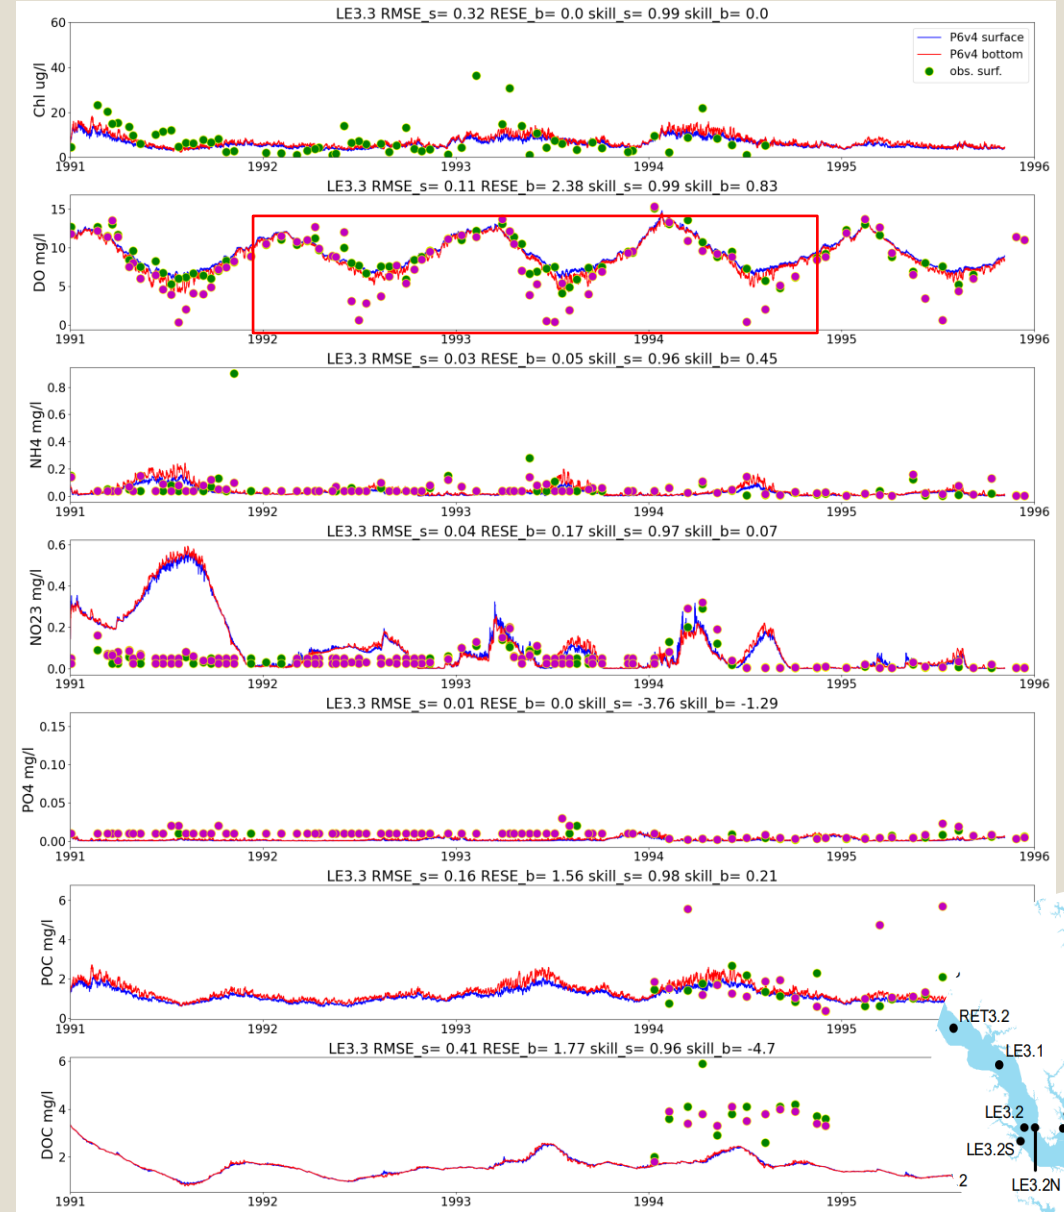 LE3.3 RMSE_s= 0.32 RESE_b= 0.0 skill_s= 0.99 skill_b= 0.0
60
40
20
0
Chl ug/l
P6v4 surface
P6v4 bottom
obs. surf.
1991 1992 1993 1994 1995 1996
LE3.3 RMSE_s= 0.11 RESE_b= 2.38 skill_s= 0.99 skill_b= 0.83
15
10
5
0
DO mg/l
1991 1992 1993 1994 1995 1996
LE3.3 RMSE_s= 0.03 RESE_b= 0.05 skill_s= 0.96 skill_b= 0.45
0.8
0.6
0.4
0.2
0.0
NH4 mg/l
1991 1992 1993 1994 1995 1996
LE3.3 RMSE_s= 0.04 RESE_b= 0.17 skill_s= 0.97 skill_b= 0.07
0.6
0.4
0.2
0.0
NO23 mg/l
1991 1992 1993 1994 1995 1996
LE3.3 RMSE_s= 0.01 RESE_b= 0.0 skill_s= -3.76 skill_b= -1.29
0.15
0.10
0.05
0.00
PO4 mg/l
1991 1992 1993 1994 1995 1996
LE3.3 RMSE_s= 0.16 RESE_b= 1.56 skill_s= 0.98 skill_b= 0.21
6
4
2
0
POC mg/l
1991 1992 1993 1994 1995
RET3.2
LE3.1
LE3.3 RMSE_s= 0.41 RESE_b= 1.77 skill_s= 0.96 skill_b= -4.7
6
4
2
DOC mg/l
LE3.2
LE3.2S
.2
LE3.2N
1991 1992 1993 1994 1995 1996